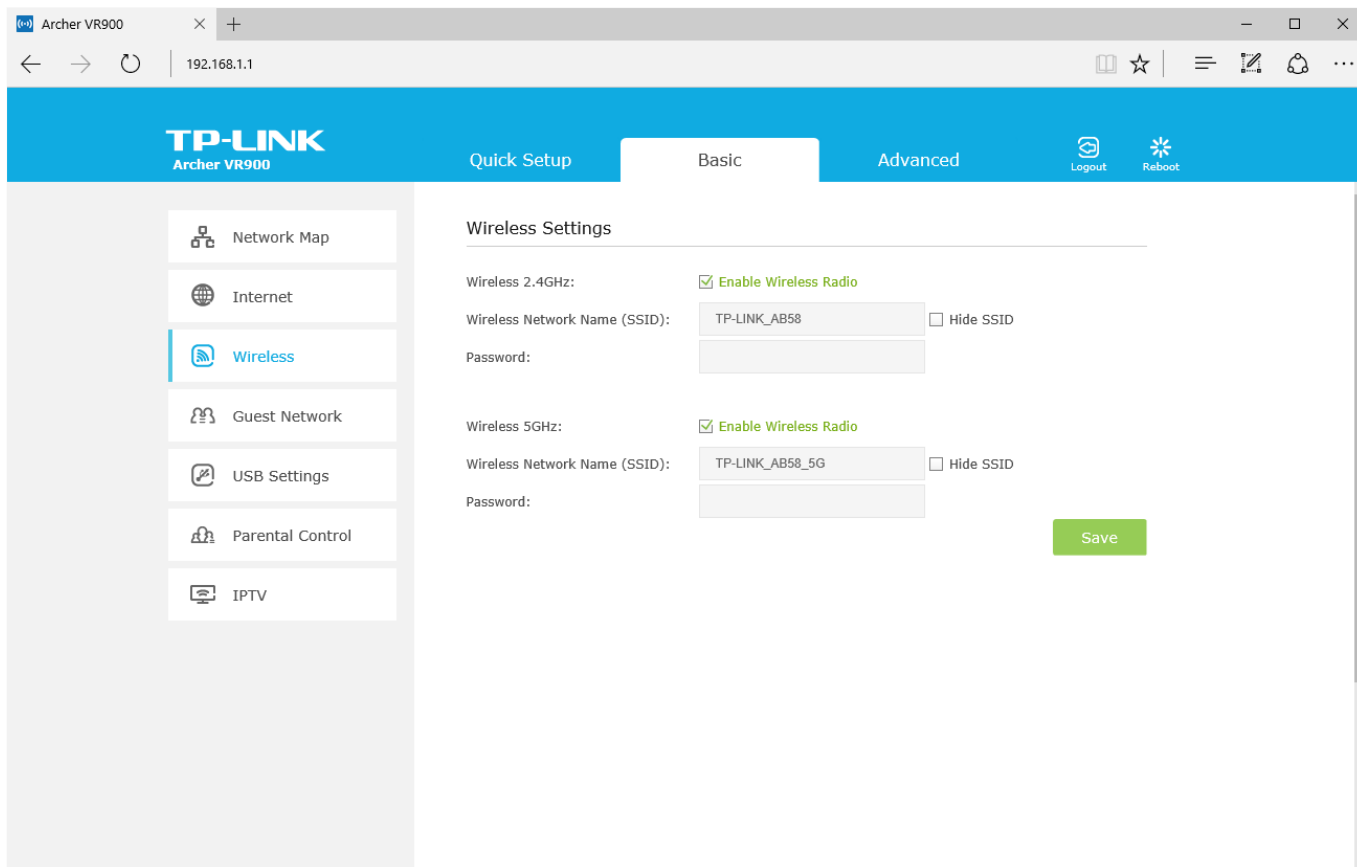 Archer VR900
192.168.1.1
TP-LINK
Archer VR900
Quick Setup
Basic
Advanced
Logout
Reboot
Network Map
Internet
Wireless
Guest Network
USB Settings
Parental Control
IPTV
Wireless Settings
Wireless 2.4GHz: Enable Wireless Radio
Wireless Network Name (SSID): TP-LINK_AB58 Hide SSID
Password:
Wireless 5GHz: Enable Wireless Radio
Wireless Network Name (SSID): TP-LINK_AB58_5G Hide SSID
Password:
Save